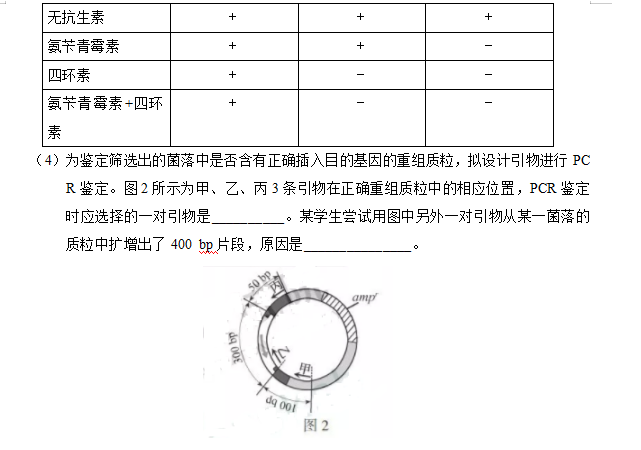 无抗生素 + + +
氨苄青霉素 + + −
四环素 + − −
氨苄青霉素+四环 + − −
素
（4）为鉴定筛选出的菌落中是否含有正确插入目的基因的重组质粒，拟设计引物进行 PC
R 鉴定。图 2 所示为甲、乙、丙 3 条引物在正确重组质粒中的相应位置，PCR 鉴定
时应选择的一对引物是__________。某学生尝试用图中另外一对引物从某一菌落的
质粒中扩增出了 400 bp 片段，原因是_______________。
50 bp
丙
ampʳ
300 bp
乙
甲
100 bp
图 2